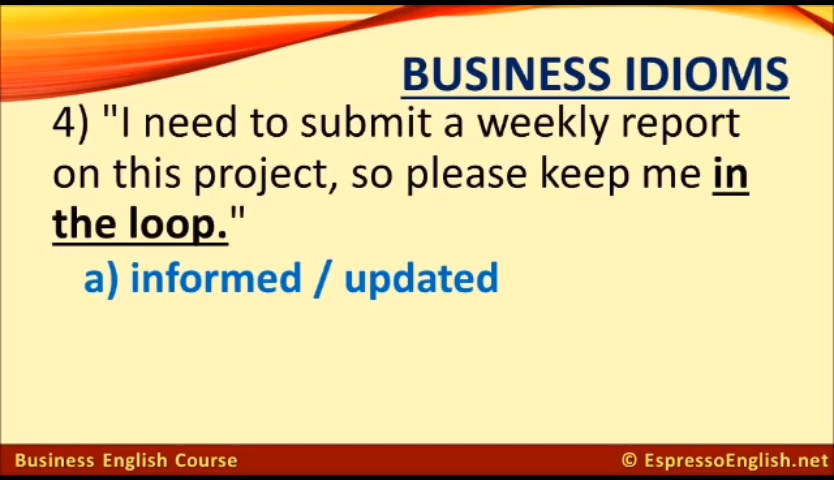 BUSINESS IDIOMS
4) "I need to submit a weekly report
on this project, so please keep me in
the loop."
a) informed / updated
Business English Course
© EspressoEnglish.net